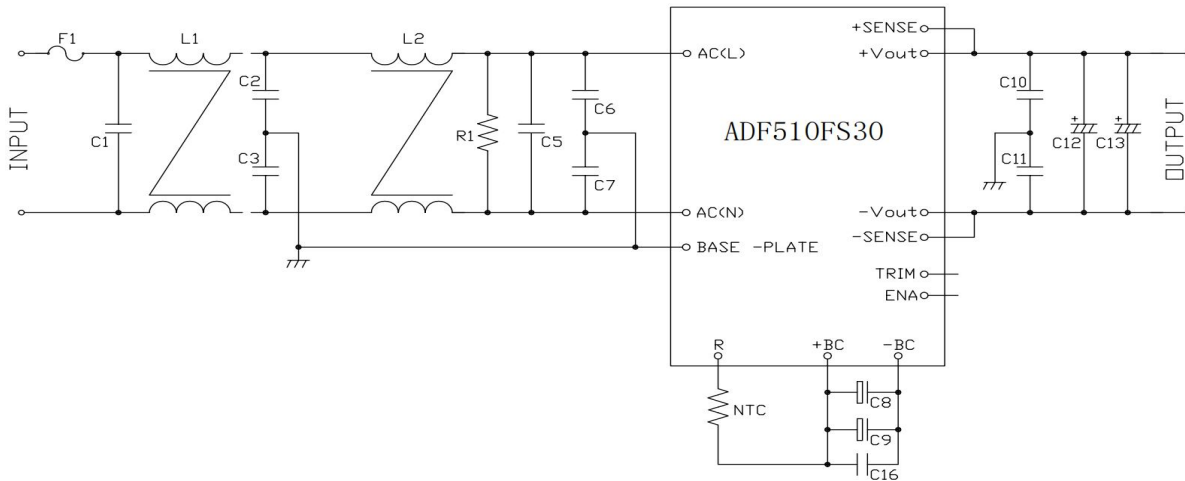 F1
L1
L2
C1
C2
C3
R1
C5
C6
C7
INPUT
AC(L)
AC(N)
BASE -PLATE
ADF510FS30
+SENSE
+Vout
-Vout
-SENSE
TRIM
ENA
R
+BC
-BC
NTC
C8
C9
C16
C10
C11
+
C12
+
C13
OUTPUT